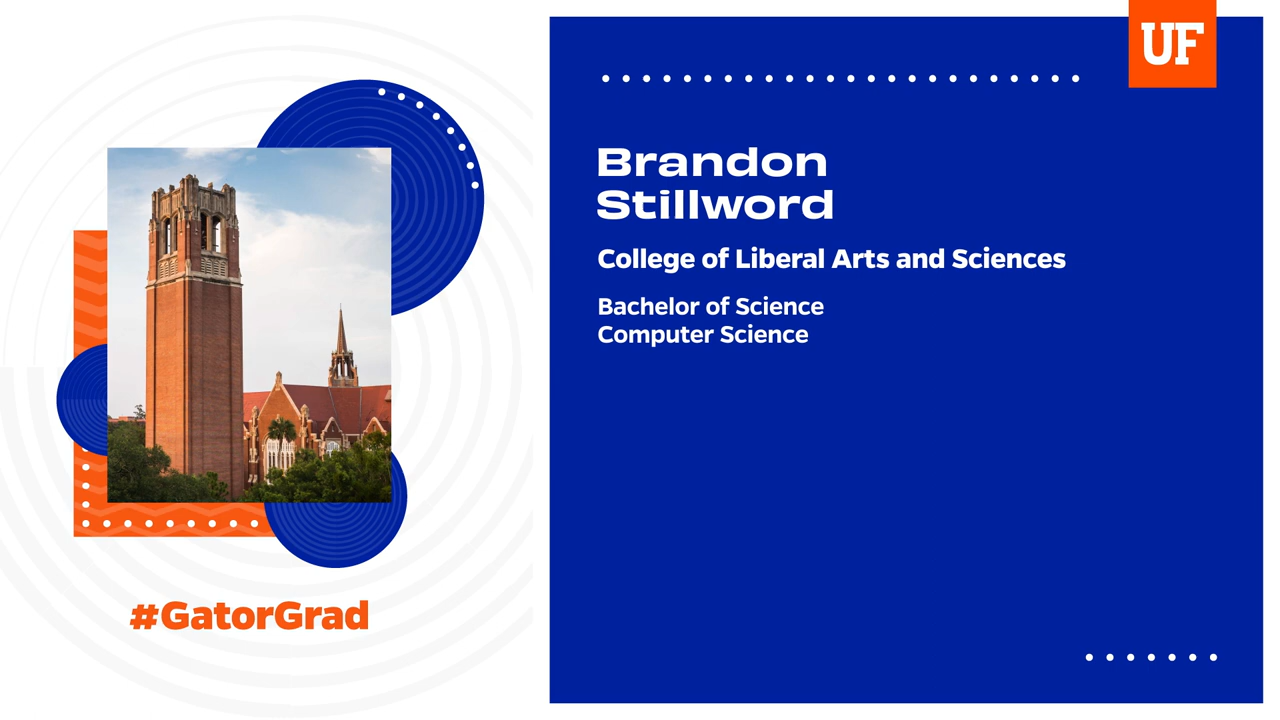 UF
Brandon
Stillword
College of Liberal Arts and Sciences
Bachelor of Science
Computer Science
#GatorGrad